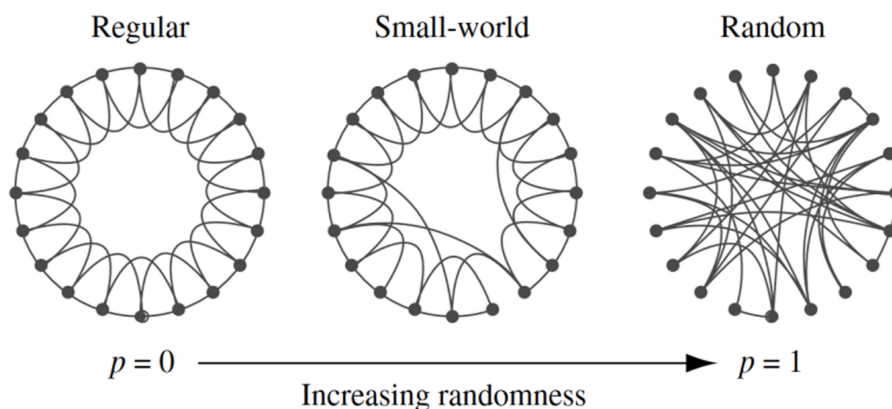 Regular
Small-world
Random
p = 0
p = 1
Increasing randomness